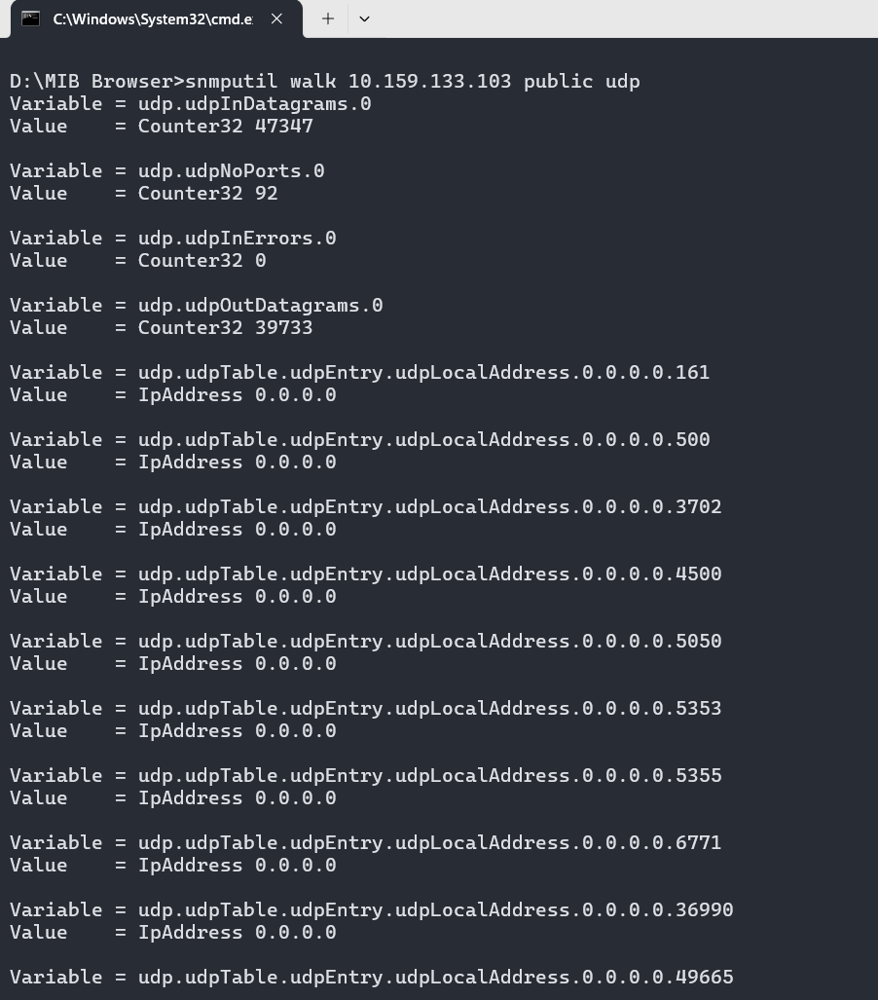 C:\Windows\System32\cmd.e
D:\MIB Browser>snmputil walk 10.159.133.103 public udp
Variable = udp.udpInDatagrams.0
Value    = Counter32 47347
Variable = udp.udpNoPorts.0
Value    = Counter32 92
Variable = udp.udpInErrors.0
Value    = Counter32 0
Variable = udp.udpOutDatagrams.0
Value    = Counter32 39733
Variable = udp.udpTable.udpEntry.udpLocalAddress.0.0.0.0.161
Value    = IpAddress 0.0.0.0
Variable = udp.udpTable.udpEntry.udpLocalAddress.0.0.0.0.500
Value    = IpAddress 0.0.0.0
Variable = udp.udpTable.udpEntry.udpLocalAddress.0.0.0.0.3702
Value    = IpAddress 0.0.0.0
Variable = udp.udpTable.udpEntry.udpLocalAddress.0.0.0.0.4500
Value    = IpAddress 0.0.0.0
Variable = udp.udpTable.udpEntry.udpLocalAddress.0.0.0.0.5050
Value    = IpAddress 0.0.0.0
Variable = udp.udpTable.udpEntry.udpLocalAddress.0.0.0.0.5353
Value    = IpAddress 0.0.0.0
Variable = udp.udpTable.udpEntry.udpLocalAddress.0.0.0.0.5355
Value    = IpAddress 0.0.0.0
Variable = udp.udpTable.udpEntry.udpLocalAddress.0.0.0.0.6771
Value    = IpAddress 0.0.0.0
Variable = udp.udpTable.udpEntry.udpLocalAddress.0.0.0.0.36990
Value    = IpAddress 0.0.0.0
Variable = udp.udpTable.udpEntry.udpLocalAddress.0.0.0.0.49665